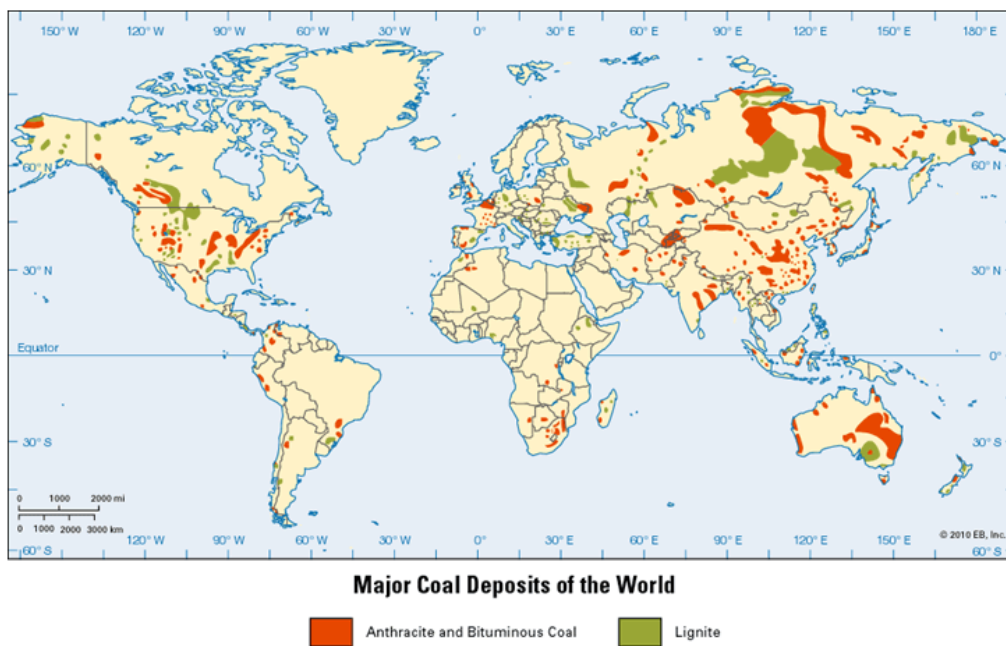 150° W 120° W 90° W 60° W 30° W 0° 30° E 60° E 90° E 120° E 150° E 180° E
60° N 60° N
30° N 30° N
Equator
30° S 30° S
0 1000 2000 mi
0 1000 2000 3000 km
© 2010 EB, Inc.
60° S 60° S
150° W 120° W 90° W 60° W 30° W 0° 30° E 60° E 90° E 120° E 150° E
Major Coal Deposits of the World
Anthracite and Bituminous Coal Lignite